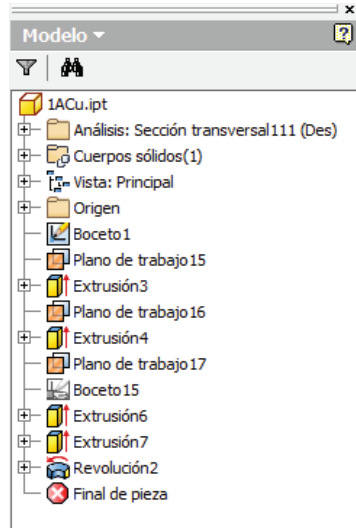 Modelo
1ACu.ipt
Análisis: Sección transversal111 (Des)
Cuerpos sólidos(1)
Vista: Principal
Origen
Boceto1
Plano de trabajo15
Extrusión3
Plano de trabajo16
Extrusión4
Plano de trabajo17
Boceto15
Extrusión6
Extrusión7
Revolución2
Final de pieza